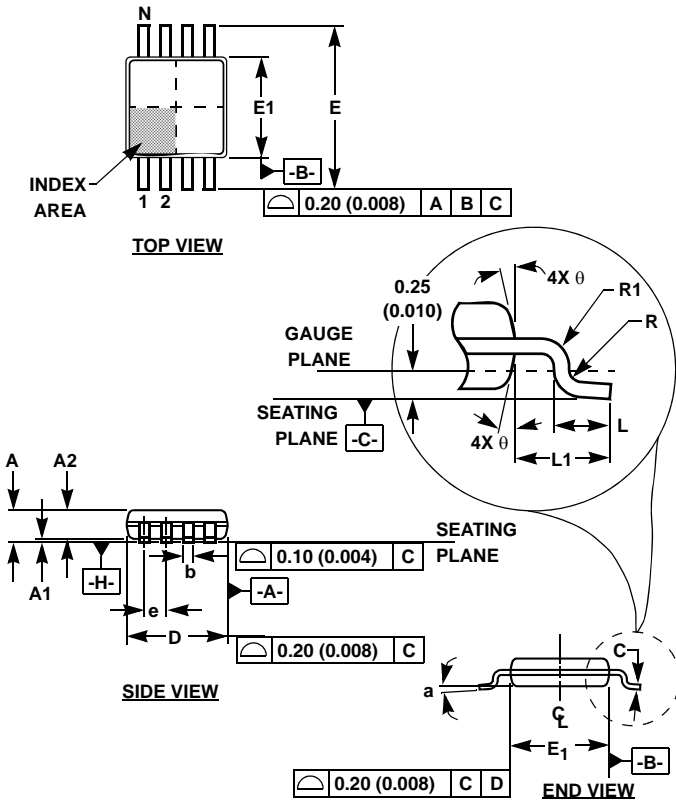 N
E1
E
-B-
INDEX
AREA
1 2
0.20 (0.008) A B C
TOP VIEW
0.25
(0.010)
4X θ
R1
R
GAUGE
PLANE
SEATING
PLANE
-C-
4X θ
L
L1
A
A2
SEATING
PLANE
0.10 (0.004) C
A1
-H-
b
-A-
e
D
0.20 (0.008) C
SIDE VIEW
C
a
CL
E1
-B-
0.20 (0.008) C D
END VIEW